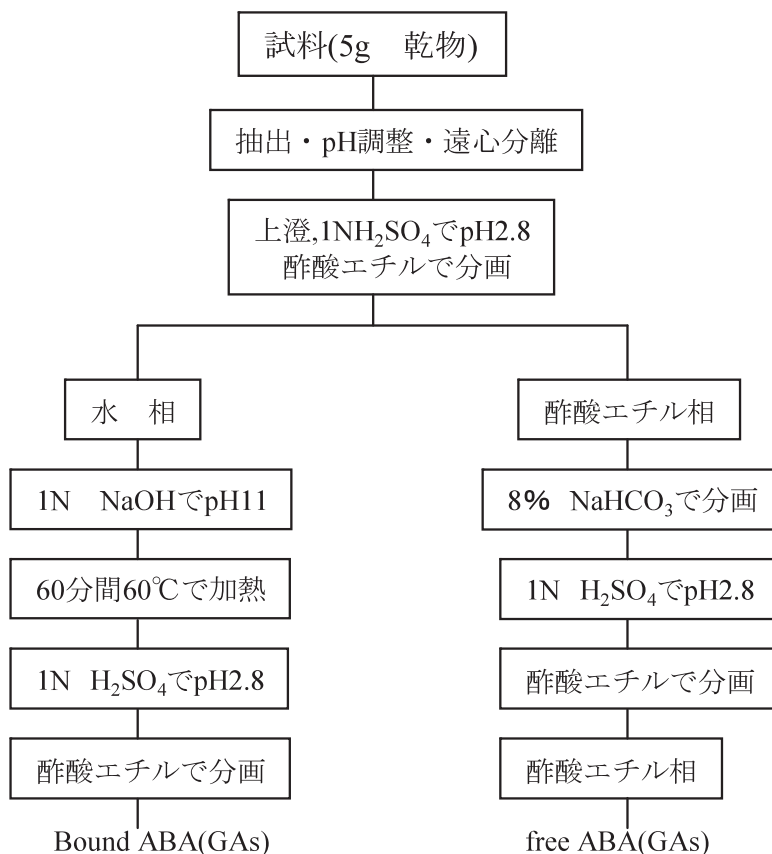 試料(5g　乾物)
抽出・pH調整・遠心分離
上澄,1NH₂SO₄でpH2.8
酢酸エチルで分画
水　相
1N　NaOHでpH11
60分間60℃で加熱
1N　H₂SO₄でpH2.8
酢酸エチルで分画
Bound ABA(GAs)
酢酸エチル相
8%　NaHCO₃で分画
1N　H₂SO₄でpH2.8
酢酸エチルで分画
酢酸エチル相
free ABA(GAs)